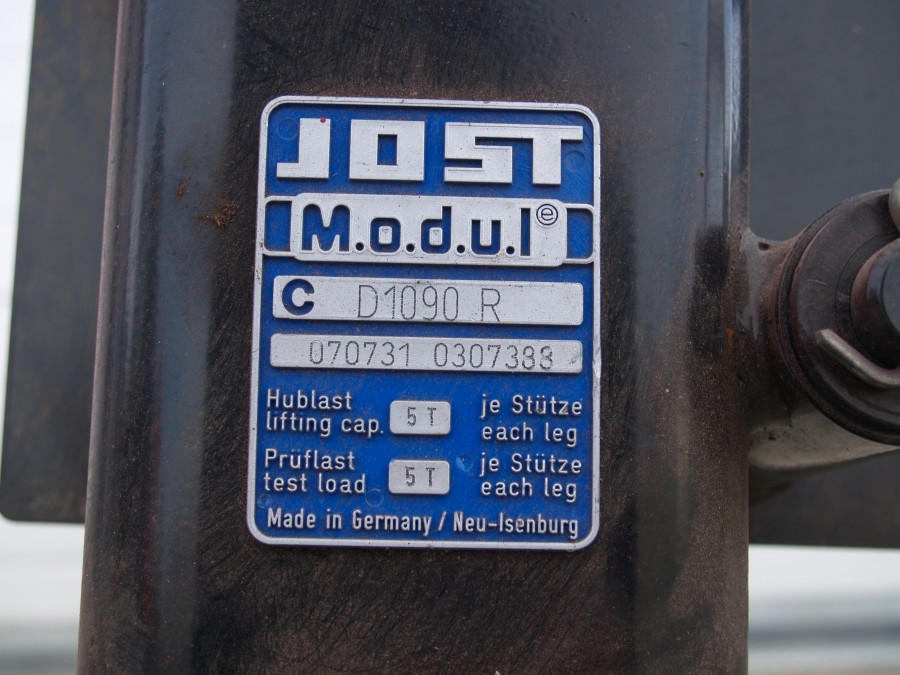 JOST
M.o.d.u.l ⓔ
C D1090 R
070731 0307383
Hublast 5 T je Stütze
lifting cap. each leg
Prüflast 5 T je Stütze
test load each leg
Made in Germany / Neu-Isenburg